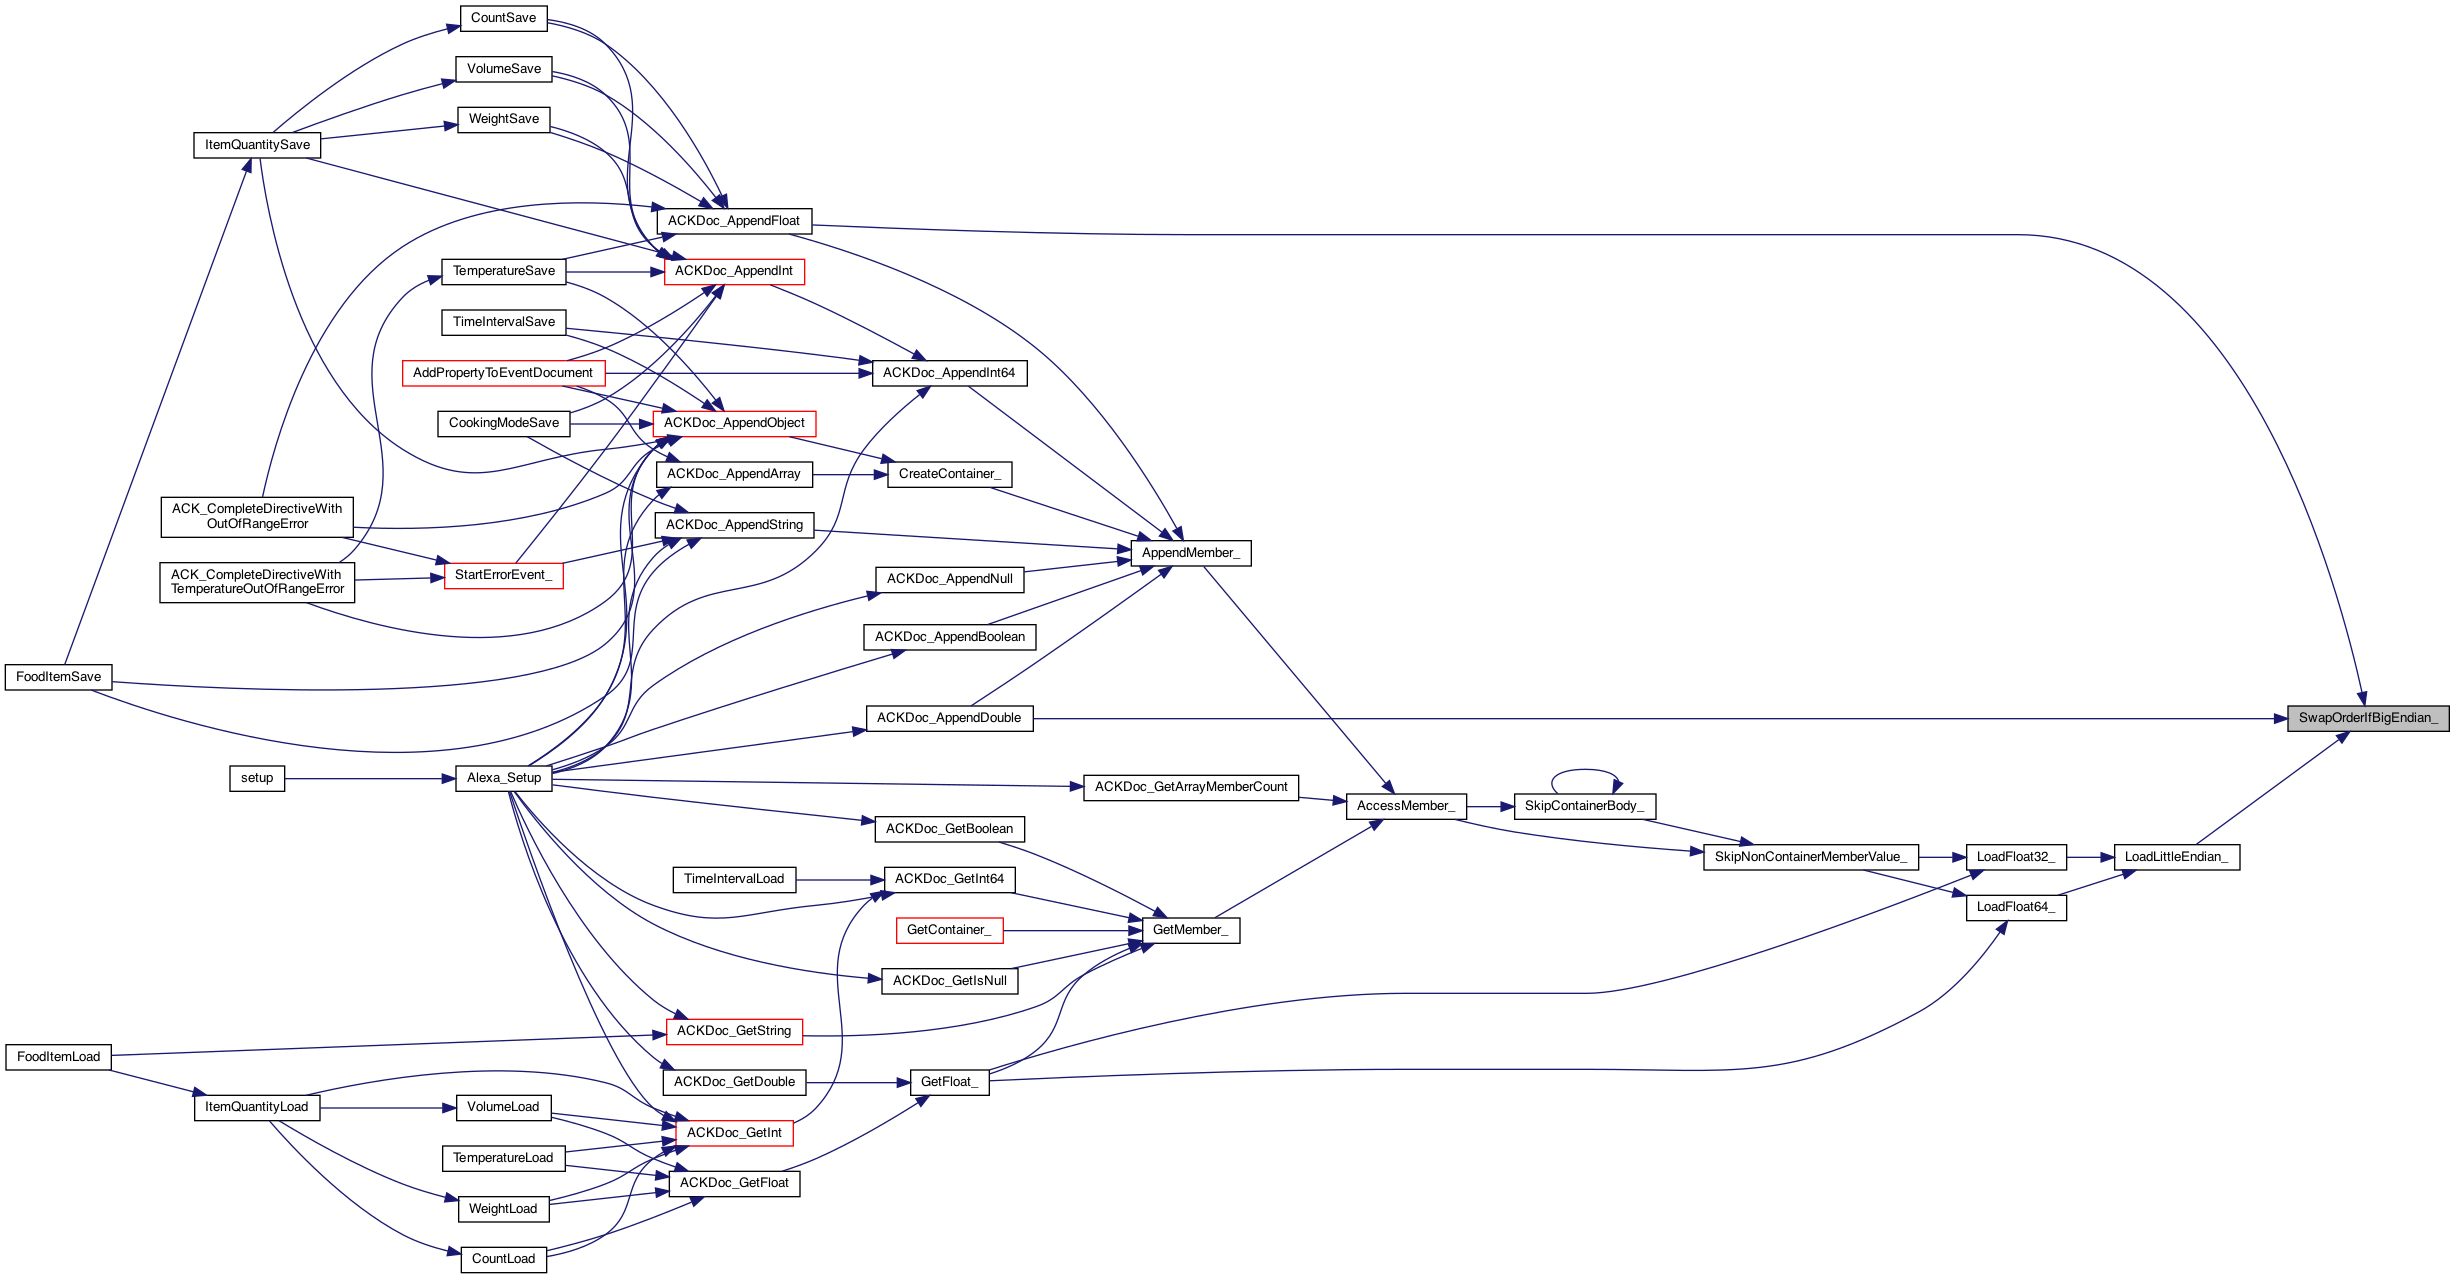 CountSave
VolumeSave
WeightSave
ItemQuantitySave
ACKDoc_AppendFloat
TemperatureSave
ACKDoc_AppendInt
TimeIntervalSave
AddPropertyToEventDocument
ACKDoc_AppendInt64
CookingModeSave
ACKDoc_AppendObject
ACKDoc_AppendArray
CreateContainer_
ACK_CompleteDirectiveWith
OutOfRangeError
ACKDoc_AppendString
AppendMember_
ACK_CompleteDirectiveWith
TemperatureOutOfRangeError
StartErrorEvent_
ACKDoc_AppendNull
ACKDoc_AppendBoolean
FoodItemSave
ACKDoc_AppendDouble
SwapOrderIfBigEndian_
setup
Alexa_Setup
ACKDoc_GetArrayMemberCount
AccessMember_
SkipContainerBody_
ACKDoc_GetBoolean
SkipNonContainerMemberValue_
LoadFloat32_
LoadLittleEndian_
TimeIntervalLoad
ACKDoc_GetInt64
LoadFloat64_
GetContainer_
GetMember_
ACKDoc_GetIsNull
ACKDoc_GetString
FoodItemLoad
ACKDoc_GetDouble
GetFloat_
ItemQuantityLoad
VolumeLoad
ACKDoc_GetInt
TemperatureLoad
ACKDoc_GetFloat
WeightLoad
CountLoad